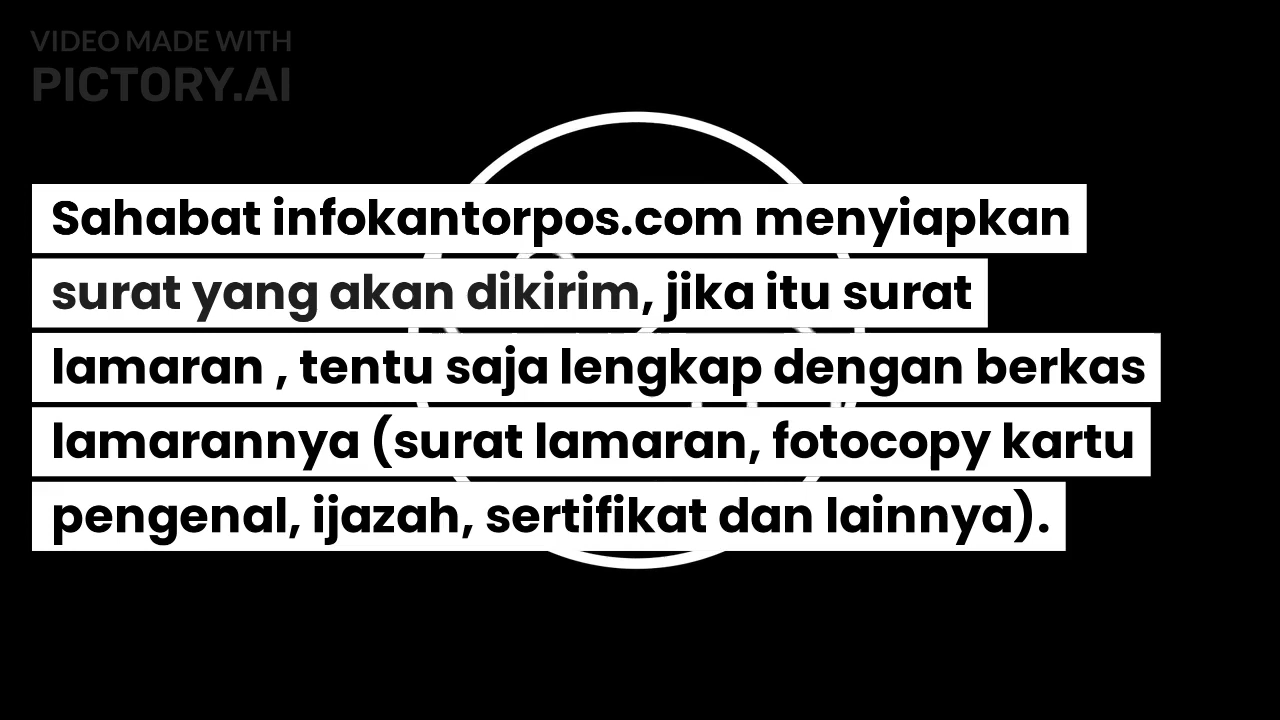 VIDEO MADE WITH
PICTORY.AI
Sahabat infokantorpos.com menyiapkan
surat yang akan dikirim, jika itu surat
lamaran , tentu saja lengkap dengan berkas
lamarannya (surat lamaran, fotocopy kartu
pengenal, ijazah, sertifikat dan lainnya).